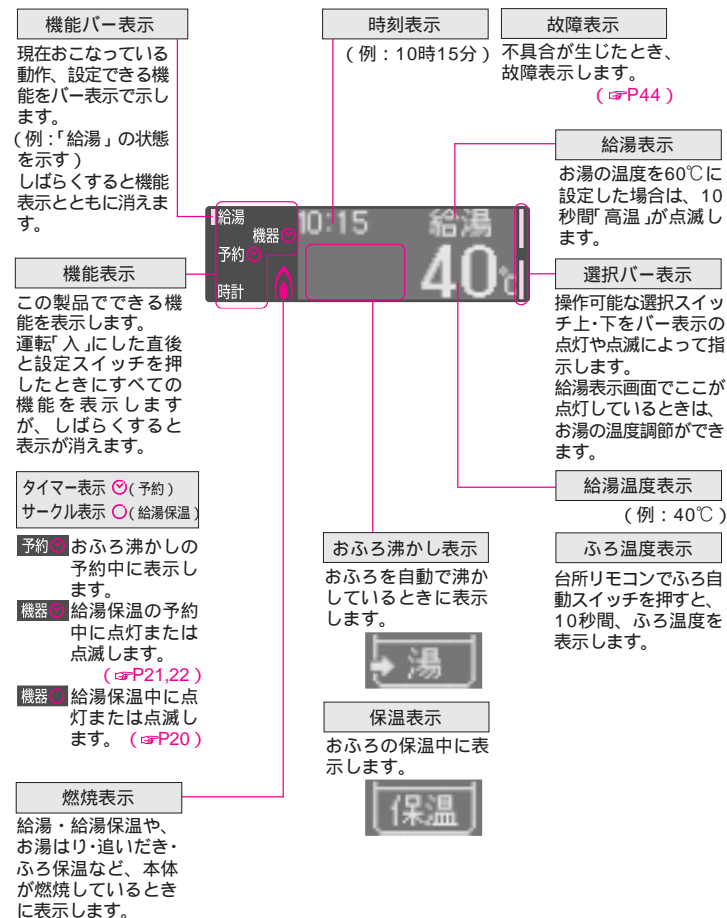 機能バー表示
現在おこなっている
動作、設定できる機
能をバー表示で示し
ます。
(例:「給湯」の状態
を示す)
しばらくすると機能
表示とともに消えま
す。
機能表示
この製品でできる機
能を表示します。
運転「入」にした直後
と設定スイッチを押
したときにすべての
機能を表示します
が、しばらくすると
表示が消えます。
タイマー表示 (予約)
サークル表示 (給湯保温)
予約 おふろ沸かしの
予約中に表示し
ます。
機器 給湯保温の予約
中に点灯または
点滅します。
(☞P21,22)
機器 給湯保温中に点
灯または点滅し
ます。(☞P20)
燃焼表示
給湯・給湯保温や、
お湯はり・追いだき・
ふろ保温など、本体
が燃焼しているとき
に表示します。
時刻表示
(例:10時15分)
給湯
機器
予約
時計
10:15
給湯
40℃
おふろ沸かし表示
おふろを自動で沸か
しているときに表示
します。
湯
保温表示
おふろの保温中に表
示します。
保温
故障表示
不具合が生じたとき、
故障表示します。
(☞P44)
給湯表示
お湯の温度を60℃に
設定した場合は、10
秒間「高温」が点滅し
ます。
選択バー表示
操作可能な選択スイッ
チ上・下をバー表示の
点灯や点滅によって指
示します。
給湯表示画面でここが
点灯しているときは、
お湯の温度調節ができ
ます。
給湯温度表示
(例:40℃)
ふろ温度表示
台所リモコンでふろ自
動スイッチを押すと、
10秒間、ふろ温度を
表示します。